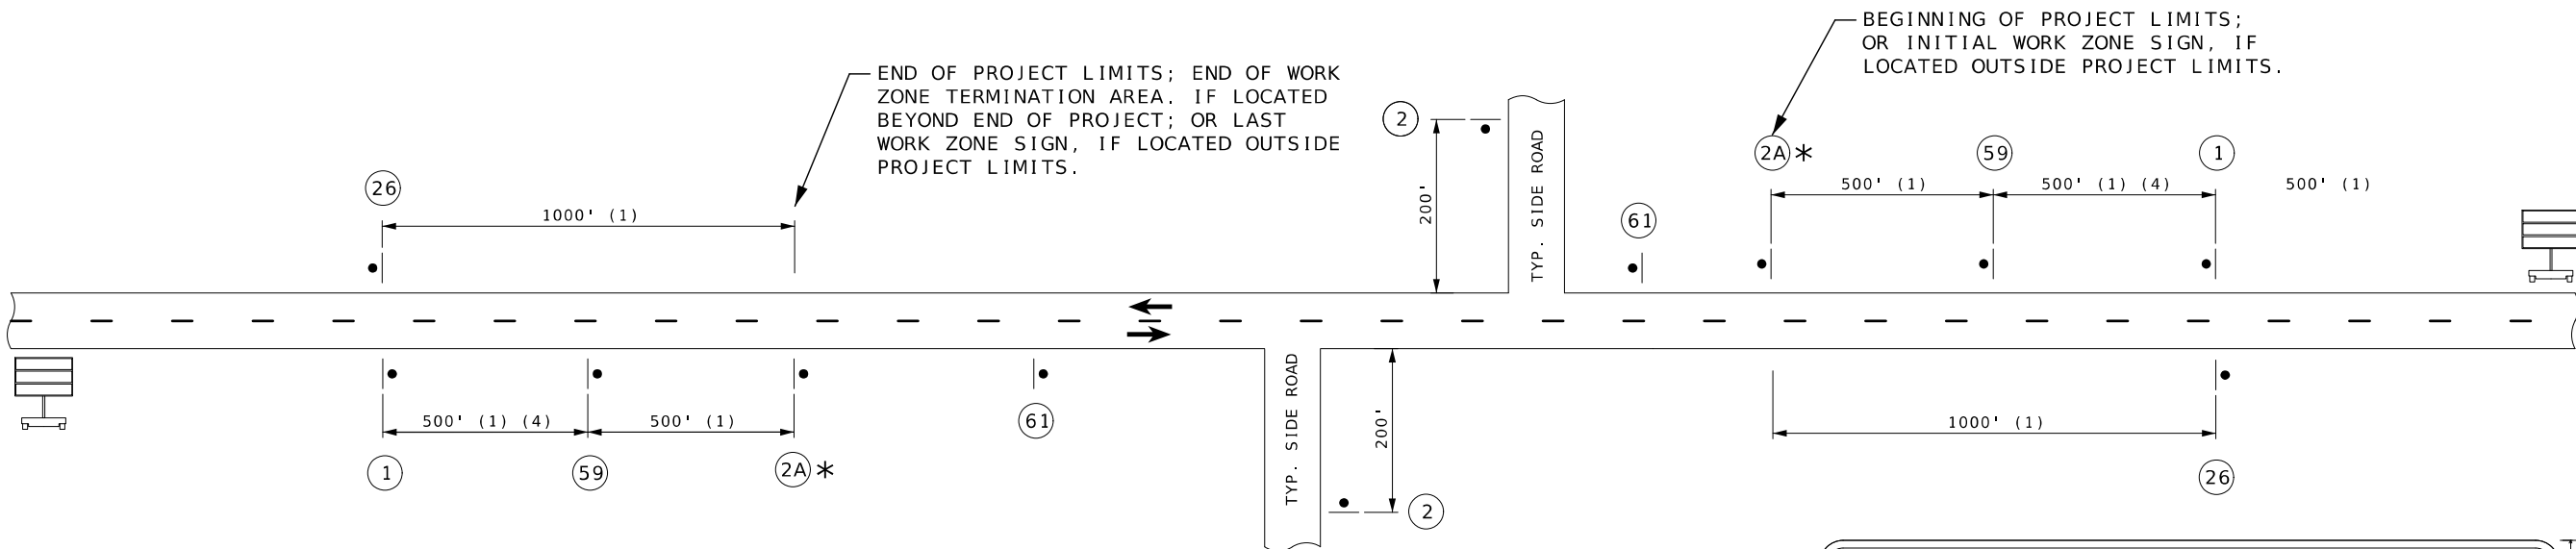 BEGINNING OF PROJECT LIMITS;
OR INITIAL WORK ZONE SIGN, IF
LOCATED OUTSIDE PROJECT LIMITS.
END OF PROJECT LIMITS; END OF WORK
ZONE TERMINATION AREA. IF LOCATED
BEYOND END OF PROJECT; OR LAST
WORK ZONE SIGN, IF LOCATED OUTSIDE
PROJECT LIMITS.
2
200'
TYP. SIDE ROAD
2A*
59
1
500' (1)
500' (1) (4)
500' (1)
26
1000' (1)
61
500' (1) (4)
500' (1)
1
59
2A*
61
TYP. SIDE ROAD
200'
2
1000' (1)
26